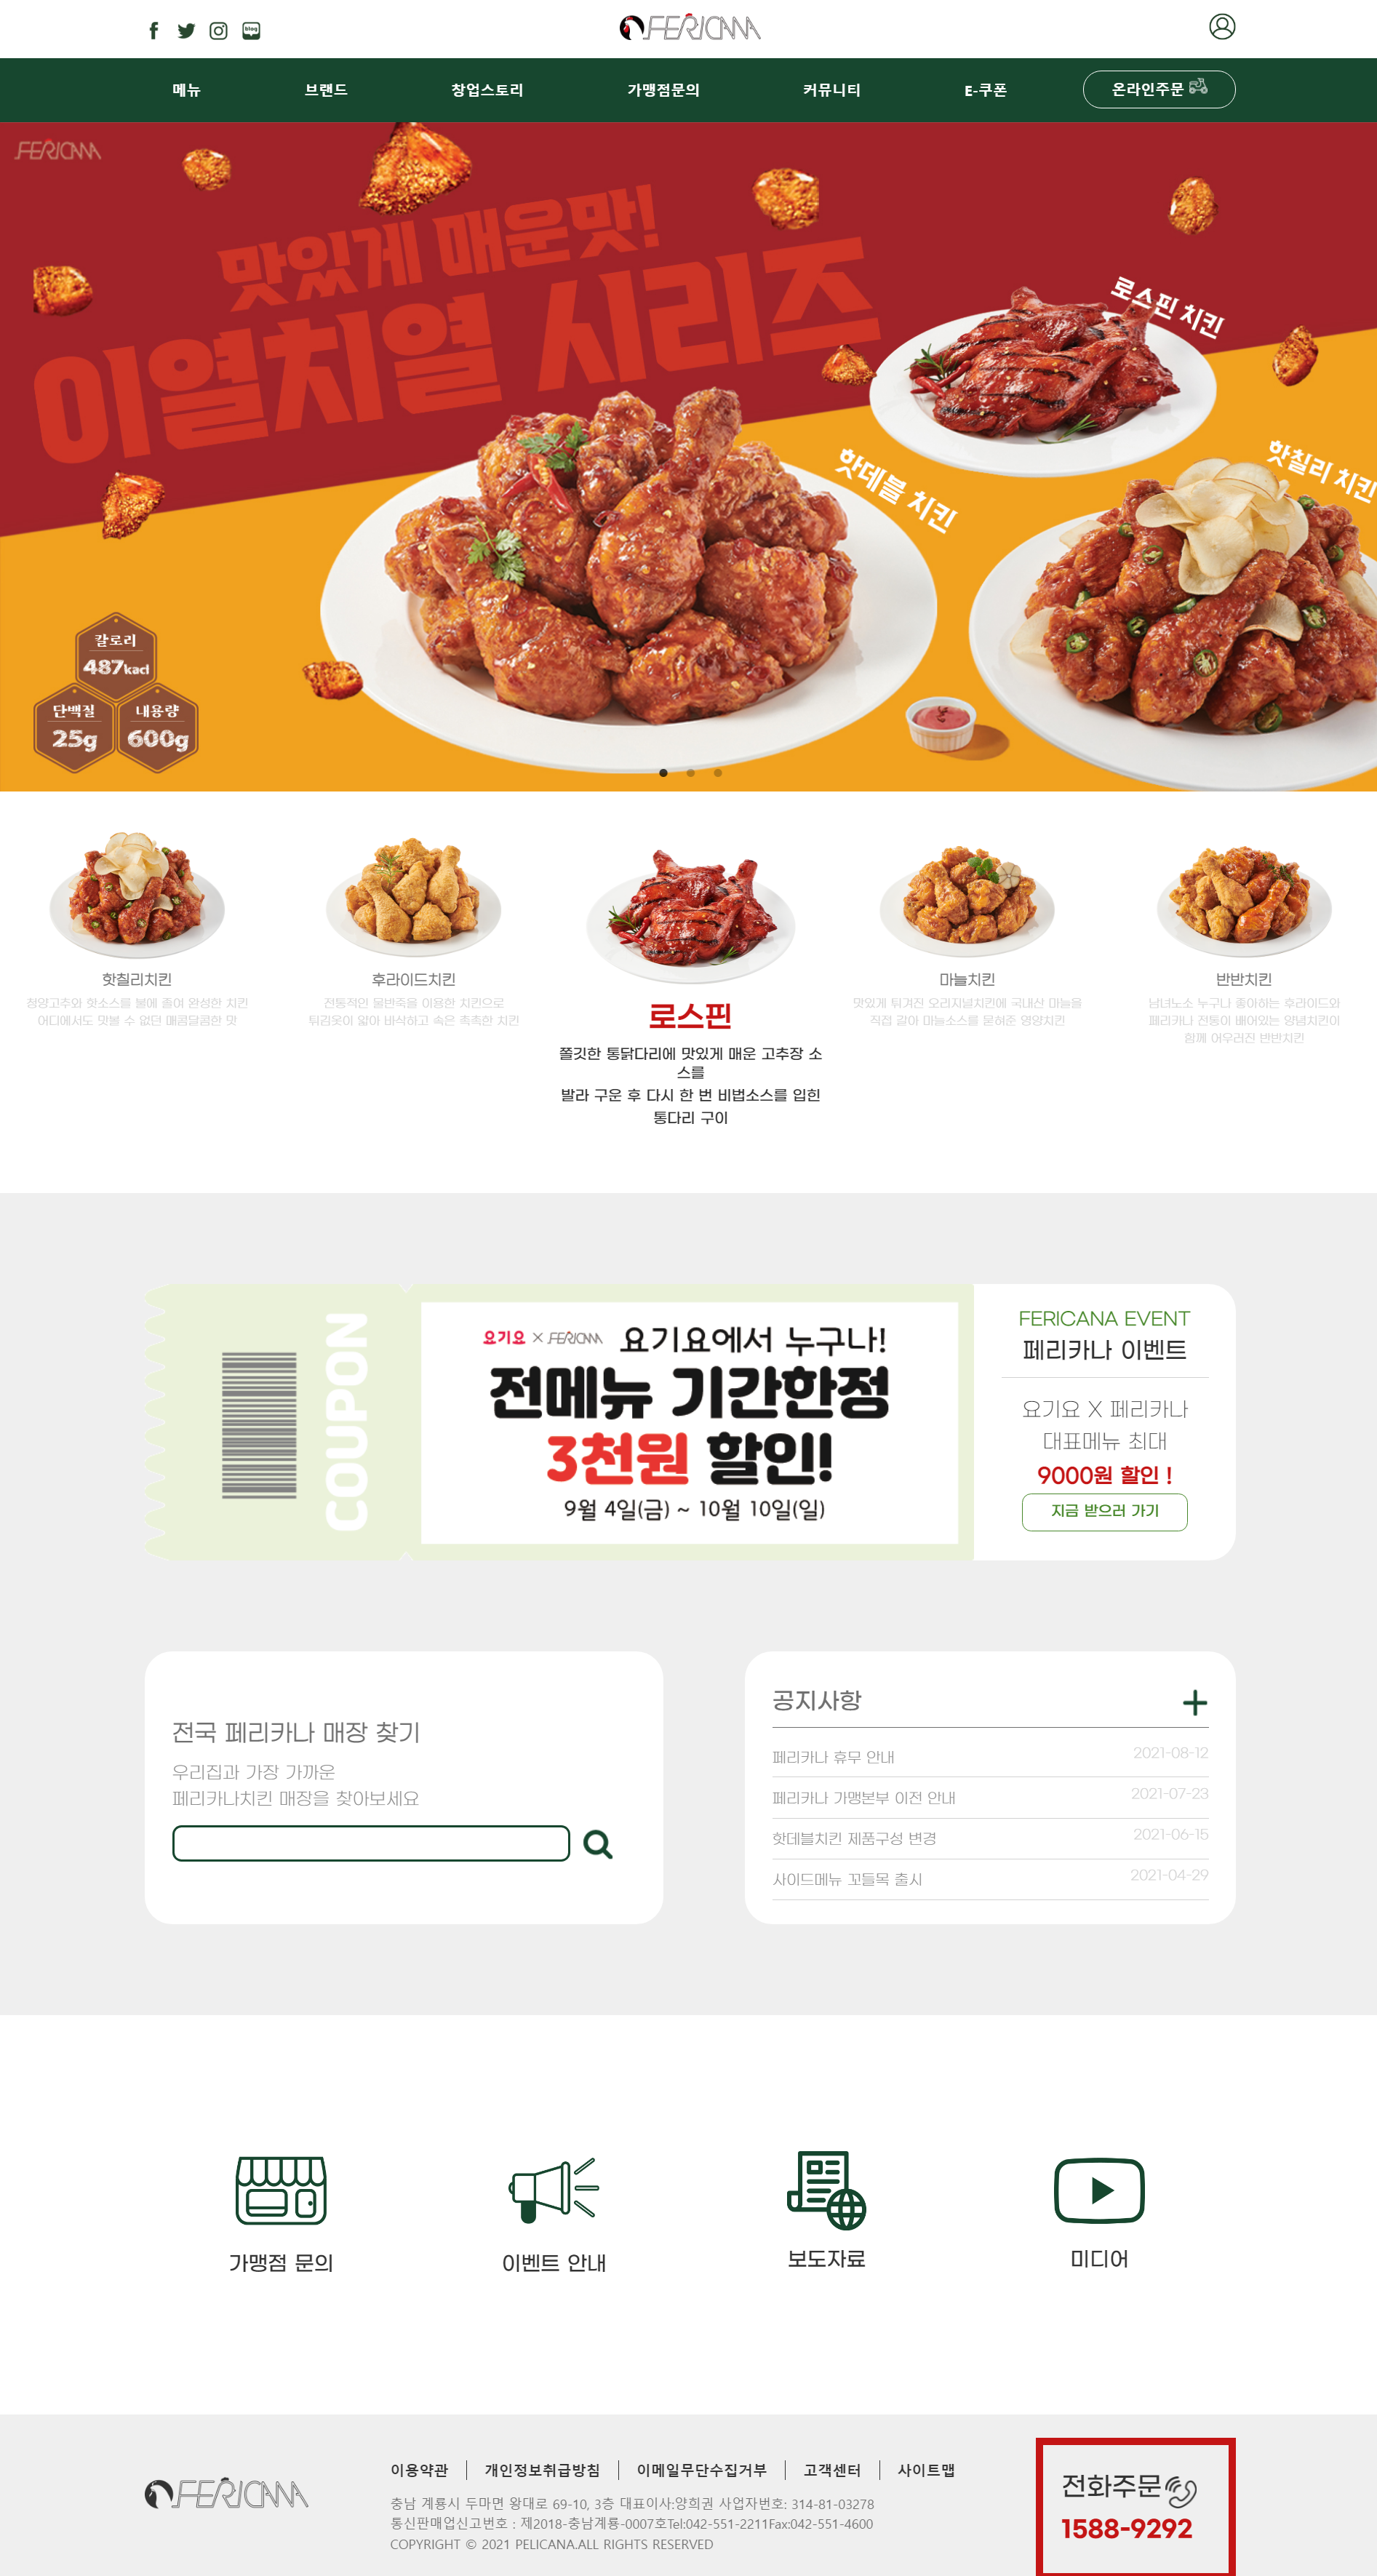 blog
FERICANA
메뉴
브랜드
창업스토리
가맹점문의
커뮤니티
E-쿠폰
온라인주문
FERICANA
맛있게 매운맛!
이열치열 시리즈
로스핀 치킨
핫데블 치킨
핫칠리 치킨
칼로리
487kacl
단백질
25g
내용량
600g
핫칠리치킨
청양고추와 핫소스를 불에 졸여 완성한 치킨
어디에서도 맛볼 수 없던 매콤달콤한 맛
후라이드치킨
전통적인 물반죽을 이용한 치킨으로
튀김옷이 얇아 바삭하고 속은 촉촉한 치킨
로스핀
쫄깃한 통닭다리에 맛있게 매운 고추장 소
스를
발라 구운 후 다시 한 번 비법소스를 입힌
통다리 구이
마늘치킨
맛있게 튀겨진 오리지널치킨에 국내산 마늘을
직접 갈아 마늘소스를 묻혀준 영양치킨
반반치킨
남녀노소 누구나 좋아하는 후라이드와
페리카나 전통이 배어있는 양념치킨이
함께 어우러진 반반치킨
COUPON
요기요 × FERICANA 요기요에서 누구나!
전메뉴 기간한정
3천원 할인!
9월 4일(금) ~ 10월 10일(일)
FERICANA EVENT
페리카나 이벤트
요기요 X 페리카나
대표메뉴 최대
9000원 할인 !
지금 받으러 가기
전국 페리카나 매장 찾기
우리집과 가장 가까운
페리카나치킨 매장을 찾아보세요
공지사항
페리카나 휴무 안내 2021-08-12
페리카나 가맹본부 이전 안내 2021-07-23
핫데블치킨 제품구성 변경 2021-06-15
사이드메뉴 꼬들목 출시 2021-04-29
가맹점 문의
이벤트 안내
보도자료
미디어
FERICANA
이용약관
개인정보취급방침
이메일무단수집거부
고객센터
사이트맵
충남 계룡시 두마면 왕대로 69-10, 3층 대표이사:양희권 사업자번호: 314-81-03278
통신판매업신고번호 : 제2018-충남계룡-0007호Tel:042-551-2211Fax:042-551-4600
COPYRIGHT © 2021 PELICANA.ALL RIGHTS RESERVED
전화주문
1588-9292